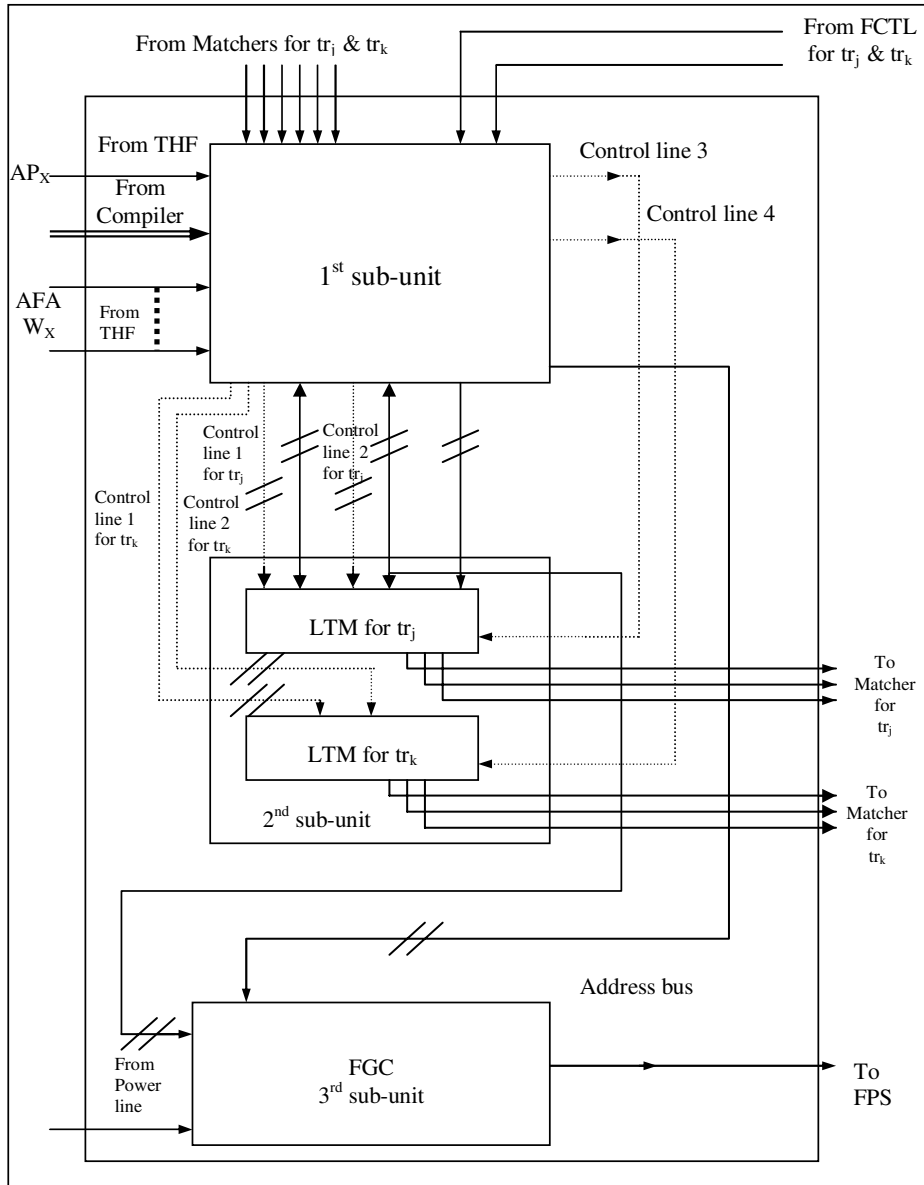 From Matchers for trj & trk
From FCTL
for trj & trk
From THF
APX
From
Compiler
AFA
WX
From
THF
1st sub-unit
Control line 3
Control line 4
Control
line 1
for trj
Control
line 2
for trj
Control
line 1
for trk
Control
line 2
for trk
LTM for trj
LTM for trk
2nd sub-unit
To
Matcher
for
trj
To
Matcher
for
trk
Address bus
From
Power
line
FGC
3rd sub-unit
To
FPS